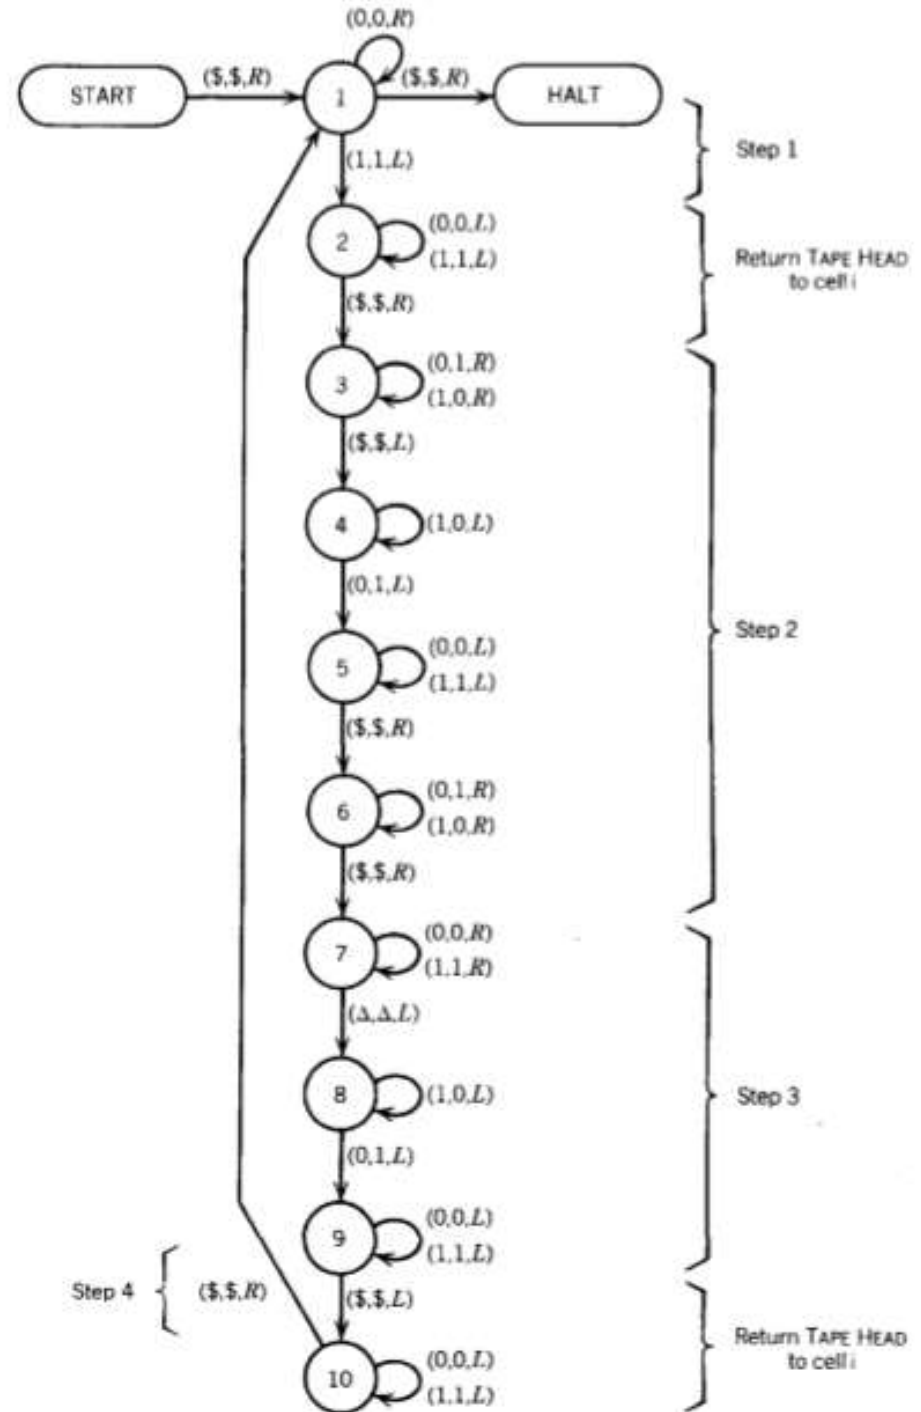 (0,0,R)
START
($,$,R)
1
($,$,R)
HALT
Step 1
(1,1,L)
2
(0,0,L)
(1,1,L)
Return TAPE HEAD
to cell i
($,$,R)
3
(0,1,R)
(1,0,R)
($,$,L)
4
(1,0,L)
(0,1,L)
Step 2
5
(0,0,L)
(1,1,L)
($,$,R)
6
(0,1,R)
(1,0,R)
($,$,R)
7
(0,0,R)
(1,1,R)
(Δ,Δ,L)
8
(1,0,L)
Step 3
(0,1,L)
9
(0,0,L)
(1,1,L)
Step 4
($,$,R)
($,$,L)
Return TAPE HEAD
to cell i
10
(0,0,L)
(1,1,L)